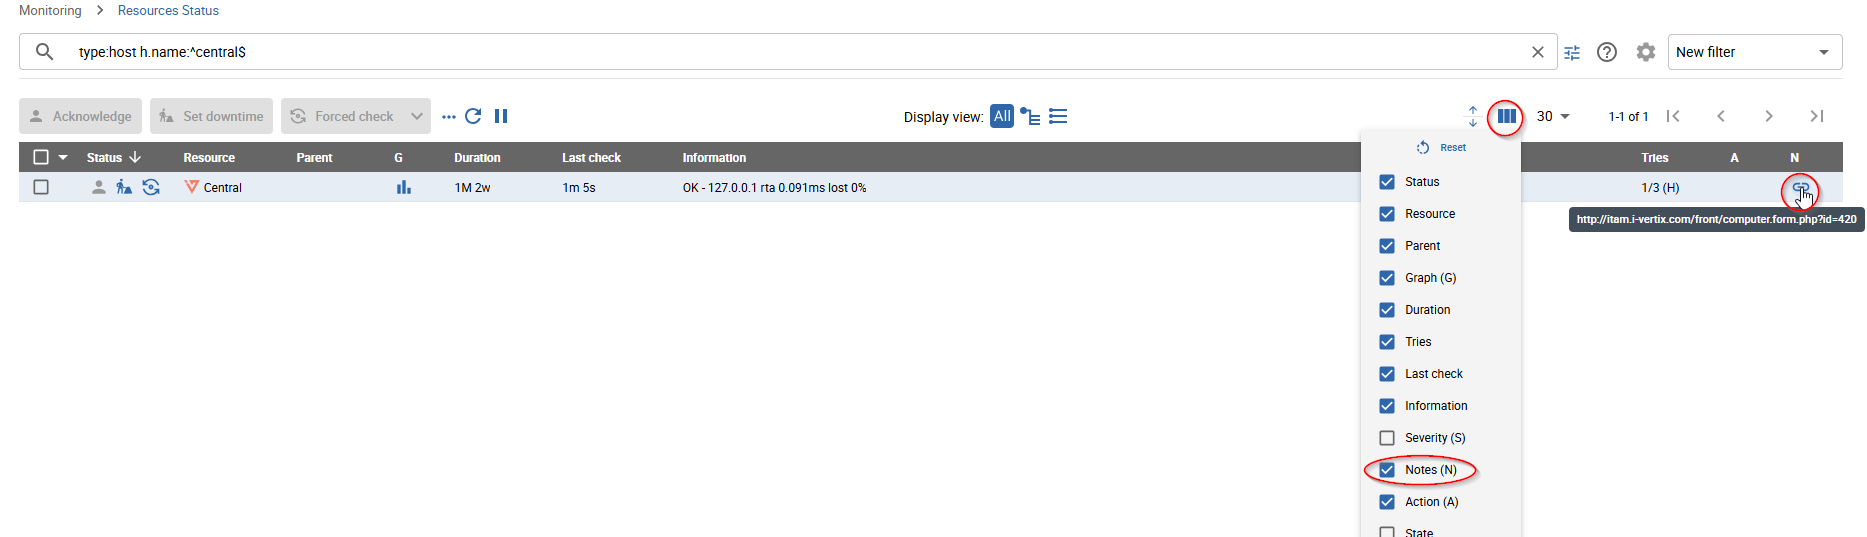 Monitoring > Resources Status
type:host h.name:^central$
New filter
Acknowledge Set downtime Forced check
Display view: All
30 1-1 of 1
Status Resource Parent G Duration Last check Information Tries A N
Central 1M 2w 1m 5s OK - 127.0.0.1 rta 0.091ms lost 0% 1/3 (H)
http://itam.i-vertix.com/front/computer.form.php?id=420
Reset
Status
Resource
Parent
Graph (G)
Duration
Tries
Last check
Information
Severity (S)
Notes (N)
Action (A)
State